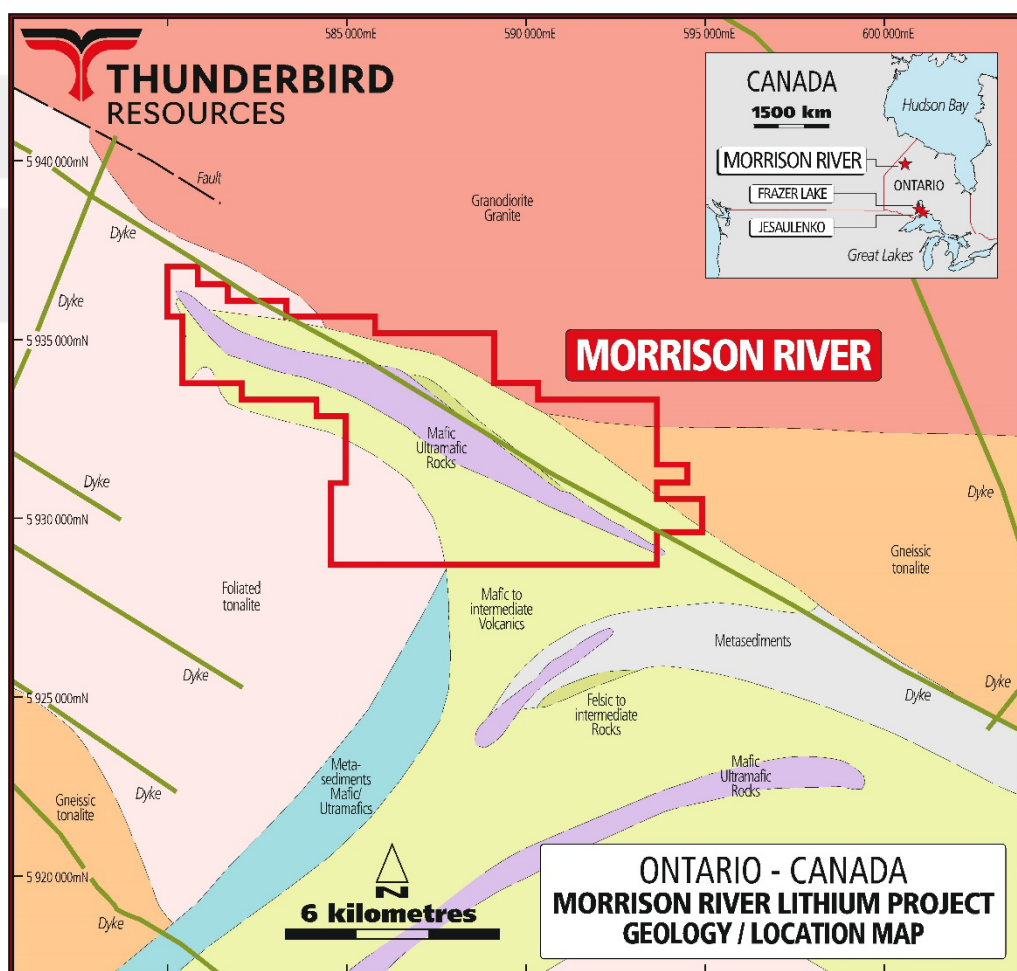 585 000mE
590 000mE
595 000mE
600 000mE
THUNDERBIRD
RESOURCES
CANADA
1500 km
Hudson Bay
MORRISON RIVER
ONTARIO
FRAZER LAKE
JESAULENKO
Great Lakes
5 940 000mN
Fault
Granodiorite
Granite
Dyke
Dyke
5 935 000mN
MORRISON RIVER
Mafic
Ultramafic
Rocks
Dyke
Dyke
5 930 000mN
Gneissic
tonalite
Foliated
tonalite
Mafic to
intermediate
Volcanics
Metasediments
Dyke
Dyke
Dyke
5 925 000mN
Felsic to
intermediate
Rocks
Meta-
sediments
Mafic/
Utramafics
Mafic
Ultramafic
Rocks
Dyke
Gneissic
tonalite
5 920 000mN
N
6 kilometres
Dyke
ONTARIO - CANADA
MORRISON RIVER LITHIUM PROJECT
GEOLOGY / LOCATION MAP